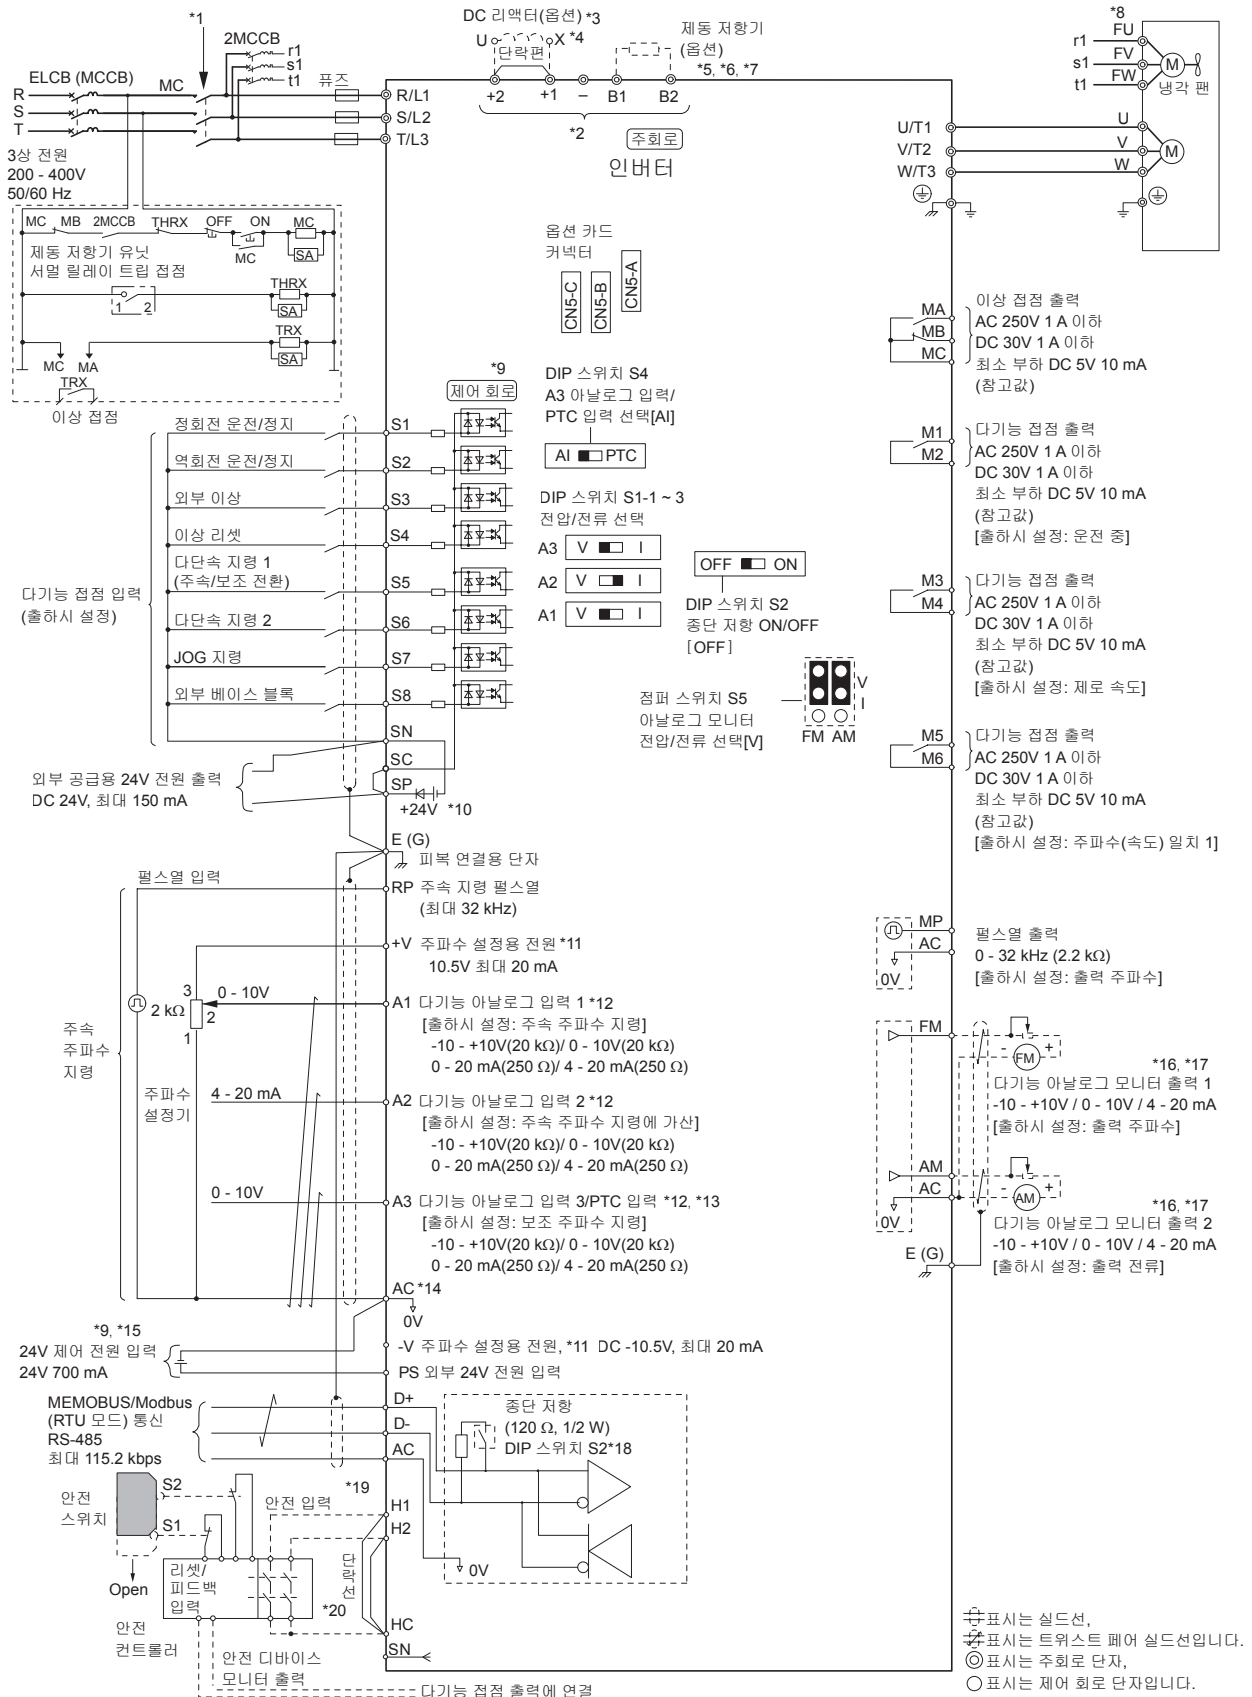 *1
DC 리액터(옵션) *3
U
X *4
단락편
제동 저항기
(옵션)
*5, *6, *7
+2
+1
–
B1
B2
*2
주회로
인버터
2MCCB
r1
s1
t1
ELCB (MCCB)
MC
퓨즈
R
S
T
R/L1
S/L2
T/L3
3상 전원
200 - 400V
50/60 Hz
*8
FU
FV
FW
r1
s1
t1
M
냉각 팬
U/T1
V/T2
W/T3
U
V
W
M
MC
MB
2MCCB
THRX
OFF
ON
MC
MC
SA
제동 저항기 유닛
서멀 릴레이 트립 접점
1
2
THRX
SA
TRX
SA
MC
MA
TRX
이상 접점
옵션 카드
커넥터
CN5-C
CN5-B
CN5-A
*9
제어 회로
DIP 스위치 S4
A3 아날로그 입력/
PTC 입력 선택[AI]
AI
PTC
DIP 스위치 S1-1 ~ 3
전압/전류 선택
A3
V
I
A2
V
I
A1
V
I
OFF
ON
DIP 스위치 S2
종단 저항 ON/OFF
[OFF]
점퍼 스위치 S5
아날로그 모니터
전압/전류 선택[V]
V
I
FM AM
정회전 운전/정지
S1
역회전 운전/정지
S2
외부 이상
S3
이상 리셋
S4
다단속 지령 1
(주속/보조 전환)
S5
다단속 지령 2
S6
JOG 지령
S7
외부 베이스 블록
S8
다기능 접점 입력
(출하시 설정)
SN
SC
SP
+24V
*10
외부 공급용 24V 전원 출력
DC 24V, 최대 150 mA
E (G)
피복 연결용 단자
MA
MB
MC
이상 접점 출력
AC 250V 1 A 이하
DC 30V 1 A 이하
최소 부하 DC 5V 10 mA
(참고값)
M1
M2
다기능 접점 출력
AC 250V 1 A 이하
DC 30V 1 A 이하
최소 부하 DC 5V 10 mA
(참고값)
[출하시 설정: 운전 중]
M3
M4
다기능 접점 출력
AC 250V 1 A 이하
DC 30V 1 A 이하
최소 부하 DC 5V 10 mA
(참고값)
[출하시 설정: 제로 속도]
M5
M6
다기능 접점 출력
AC 250V 1 A 이하
DC 30V 1 A 이하
최소 부하 DC 5V 10 mA
(참고값)
[출하시 설정: 주파수(속도) 일치 1]
펄스열 입력
RP 주속 지령 펄스열
(최대 32 kHz)
+V 주파수 설정용 전원 *11
10.5V 최대 20 mA
3
2 kΩ
2
1
0 - 10V
A1 다기능 아날로그 입력 1 *12
[출하시 설정: 주속 주파수 지령]
-10 - +10V(20 kΩ)/ 0 - 10V(20 kΩ)
0 - 20 mA(250 Ω)/ 4 - 20 mA(250 Ω)
주속
주파수
지령
주파수
설정기
4 - 20 mA
A2 다기능 아날로그 입력 2 *12
[출하시 설정: 주속 주파수 지령에 가산]
-10 - +10V(20 kΩ)/ 0 - 10V(20 kΩ)
0 - 20 mA(250 Ω)/ 4 - 20 mA(250 Ω)
0 - 10V
A3 다기능 아날로그 입력 3/PTC 입력 *12, *13
[출하시 설정: 보조 주파수 지령]
-10 - +10V(20 kΩ)/ 0 - 10V(20 kΩ)
0 - 20 mA(250 Ω)/ 4 - 20 mA(250 Ω)
AC *14
0V
MP
AC
0V
펄스열 출력
0 - 32 kHz (2.2 kΩ)
[출하시 설정: 출력 주파수]
FM
-
+
FM
*16, *17
다기능 아날로그 모니터 출력 1
-10 - +10V / 0 - 10V / 4 - 20 mA
[출하시 설정: 출력 주파수]
AM
AC
0V
-
+
AM
*16, *17
다기능 아날로그 모니터 출력 2
-10 - +10V / 0 - 10V / 4 - 20 mA
[출하시 설정: 출력 전류]
E (G)
*9, *15
24V 제어 전원 입력
24V 700 mA
-V 주파수 설정용 전원, *11 DC -10.5V, 최대 20 mA
PS 외부 24V 전원 입력
MEMOBUS/Modbus
(RTU 모드) 통신
RS-485
최대 115.2 kbps
D+
D-
AC
종단 저항
(120 Ω, 1/2 W)
DIP 스위치 S2*18
0V
S2
안전
스위치
S1
Open
안전
컨트롤러
리셋/
피드백
입력
*19
안전 입력
H1
H2
단락선
*20
HC
SN
안전 디바이스
모니터 출력
다기능 접점 출력에 연결
표시는 실드선,
표시는 트위스트 페어 실드선입니다.
표시는 주회로 단자,
표시는 제어 회로 단자입니다.